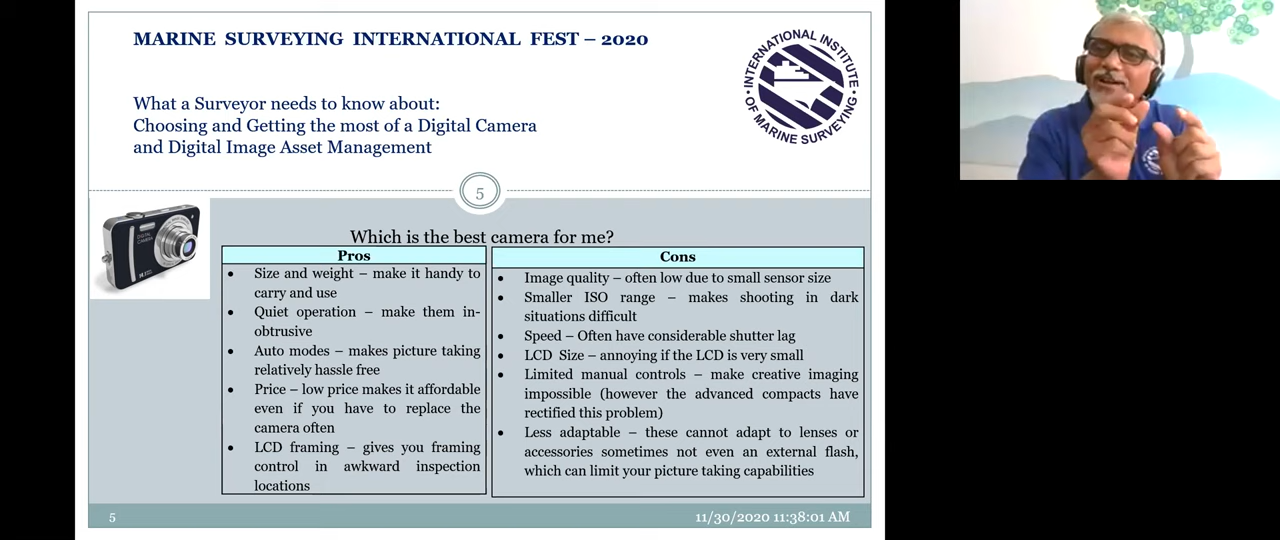 MARINE SURVEYING INTERNATIONAL FEST – 2020
INTERNATIONAL INSTITUTE
• OF MARINE SURVEYING •
What a Surveyor needs to know about:
Choosing and Getting the most of a Digital Camera
and Digital Image Asset Management
5
DIGITAL
CAMERA
Which is the best camera for me?
Pros
• Size and weight – make it handy to
carry and use
• Quiet operation – make them in-
obtrusive
• Auto modes – makes picture taking
relatively hassle free
• Price – low price makes it affordable
even if you have to replace the
camera often
• LCD framing – gives you framing
control in awkward inspection
locations
Cons
• Image quality – often low due to small sensor size
• Smaller ISO range – makes shooting in dark
situations difficult
• Speed – Often have considerable shutter lag
• LCD Size – annoying if the LCD is very small
• Limited manual controls – make creative imaging
impossible (however the advanced compacts have
rectified this problem)
• Less adaptable – these cannot adapt to lenses or
accessories sometimes not even an external flash,
which can limit your picture taking capabilities
5
11/30/2020 11:38:01 AM